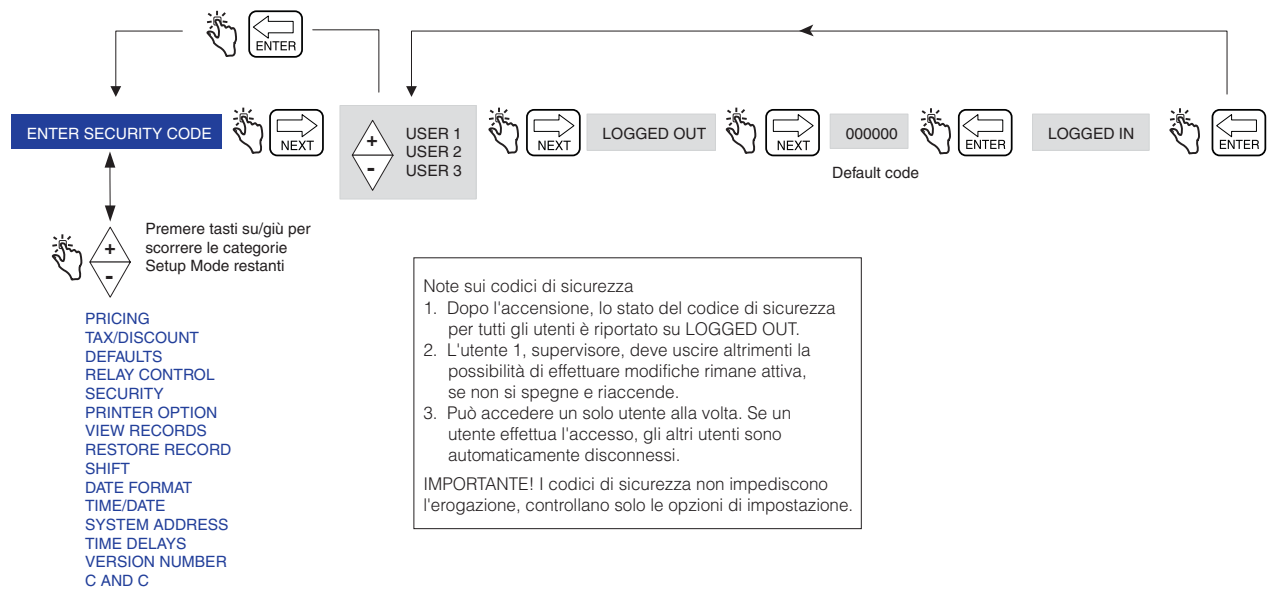 ENTER
ENTER SECURITY CODE
NEXT
USER 1
USER 2
USER 3
+
-
NEXT
LOGGED OUT
NEXT
000000
Default code
ENTER
LOGGED IN
ENTER
+
-
Premere tasti su/giù per
scorrere le categorie
Setup Mode restanti
PRICING
TAX/DISCOUNT
DEFAULTS
RELAY CONTROL
SECURITY
PRINTER OPTION
VIEW RECORDS
RESTORE RECORD
SHIFT
DATE FORMAT
TIME/DATE
SYSTEM ADDRESS
TIME DELAYS
VERSION NUMBER
C AND C
Note sui codici di sicurezza
1. Dopo l'accensione, lo stato del codice di sicurezza
per tutti gli utenti è riportato su LOGGED OUT.
2. L'utente 1, supervisore, deve uscire altrimenti la
possibilità di effettuare modifiche rimane attiva,
se non si spegne e riaccende.
3. Può accedere un solo utente alla volta. Se un
utente effettua l'accesso, gli altri utenti sono
automaticamente disconnessi.
IMPORTANTE! I codici di sicurezza non impediscono
l'erogazione, controllano solo le opzioni di impostazione.